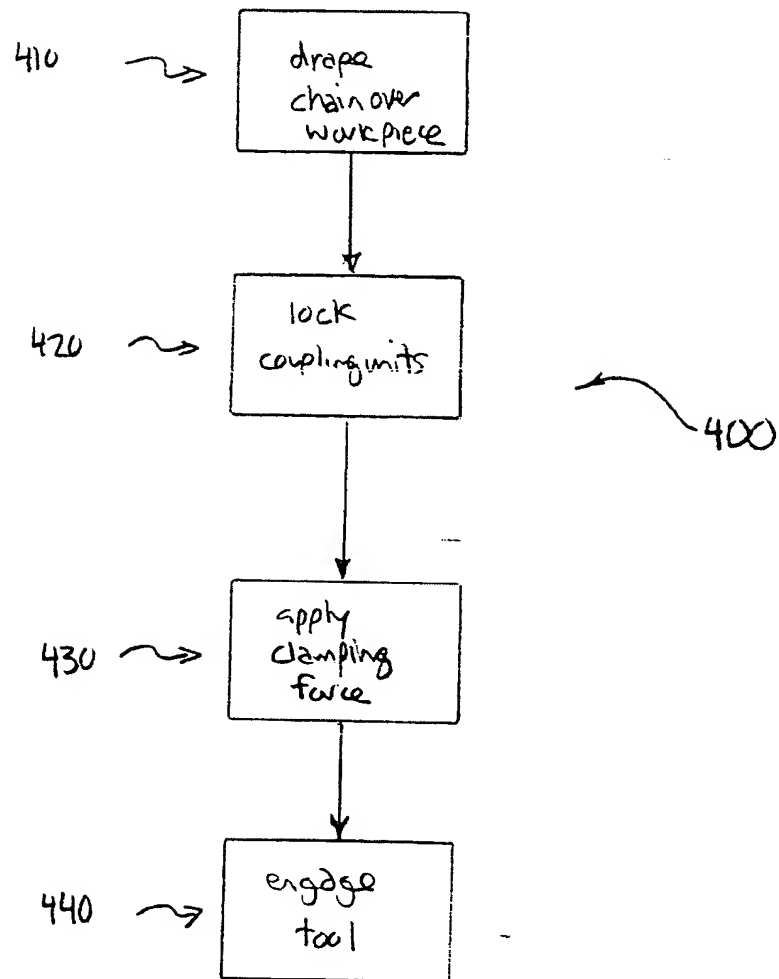 410
drape
chain over
workpiece
420
lock
coupling units
400
430
apply
clamping
force
440
engage
tool